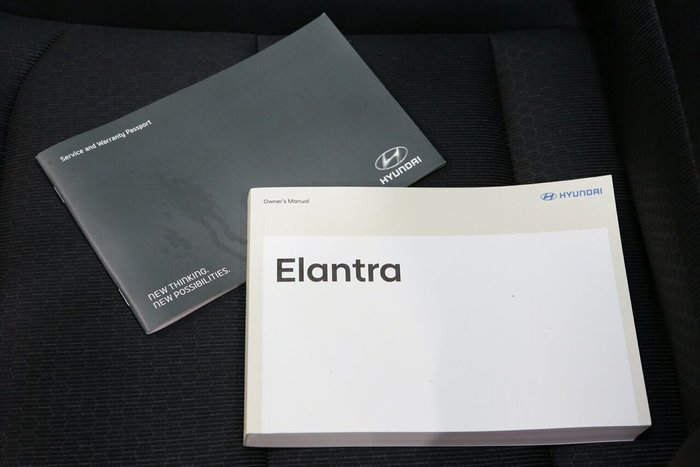 Service and Warranty Passport
HYUNDAI
NEW THINKING.
NEW POSSIBILITIES.
Owner's Manual
HYUNDAI
Elantra